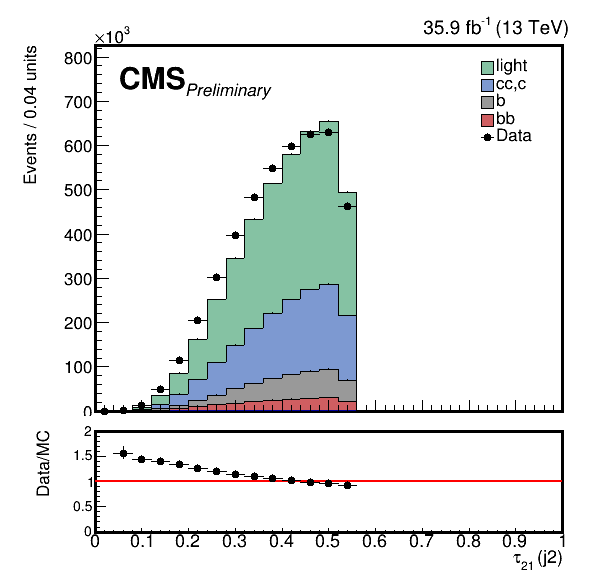 ×10³
35.9 fb⁻¹ (13 TeV)
CMS Preliminary
light
cc,c
b
bb
Data
Events / 0.04 units
800
700
600
500
400
300
200
100
0
Data/MC
2
1.5
1
0.5
0
0 0.1 0.2 0.3 0.4 0.5 0.6 0.7 0.8 0.9 1
τ₂₁ (j2)